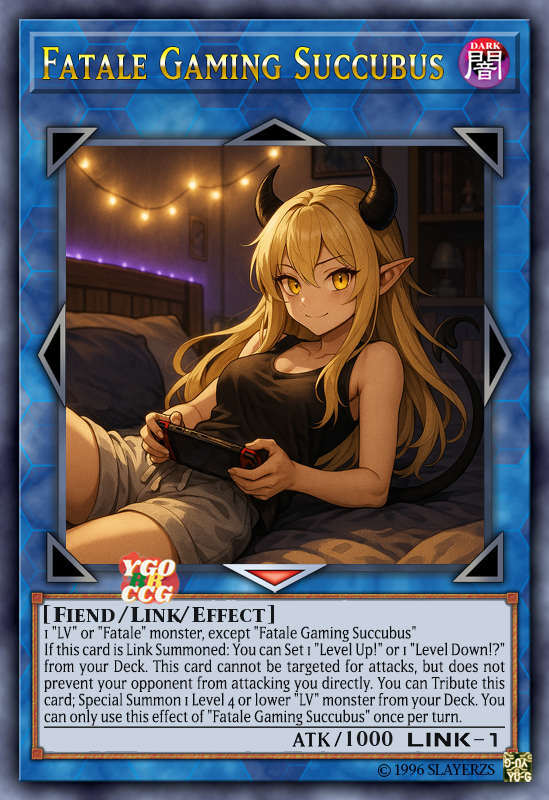 FATALE GAMING SUCCUBUS
DARK
闇
YGO
BR
CCG
[FIEND/LINK/EFFECT]
1 "LV" or "Fatale" monster, except "Fatale Gaming Succubus"
If this card is Link Summoned: You can Set 1 "Level Up!" or 1 "Level Down!?"
from your Deck. This card cannot be targeted for attacks, but does not
prevent your opponent from attacking you directly. You can Tribute this
card; Special Summon 1 Level 4 or lower "LV" monster from your Deck. You
can only use this effect of "Fatale Gaming Succubus" once per turn.
ATK/1000 LINK-1
© 1996 SLAYERZS
YU-G